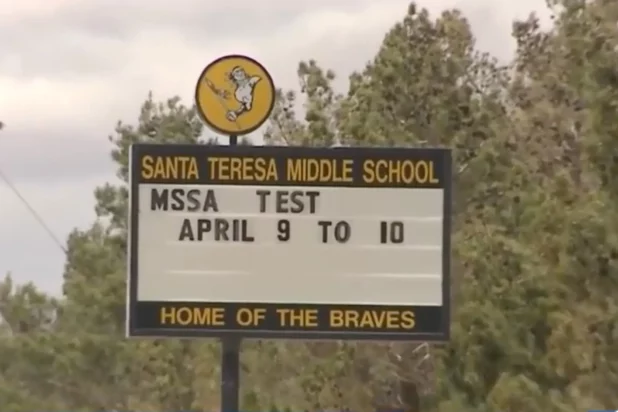 SANTA TERESA MIDDLE SCHOOL
MSSA TEST
APRIL 9 TO 10
HOME OF THE BRAVES